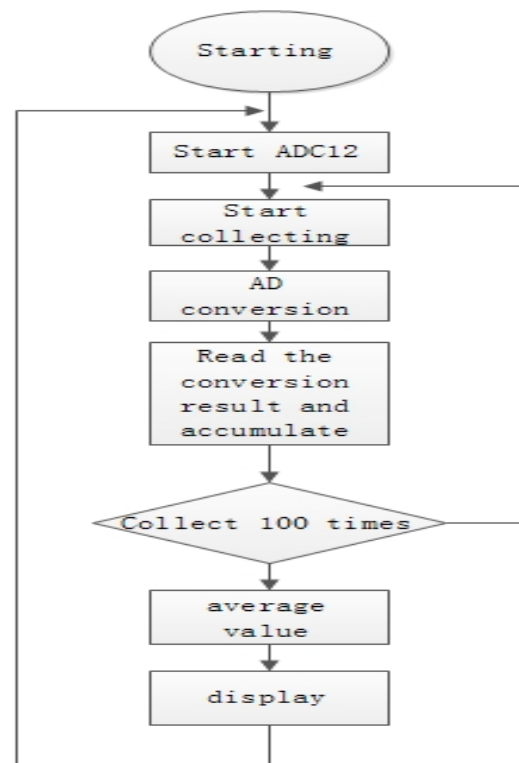 Starting
Start ADC12
Start
collecting
AD
conversion
Read the
conversion
result and
accumulate
Collect 100 times
average
value
display